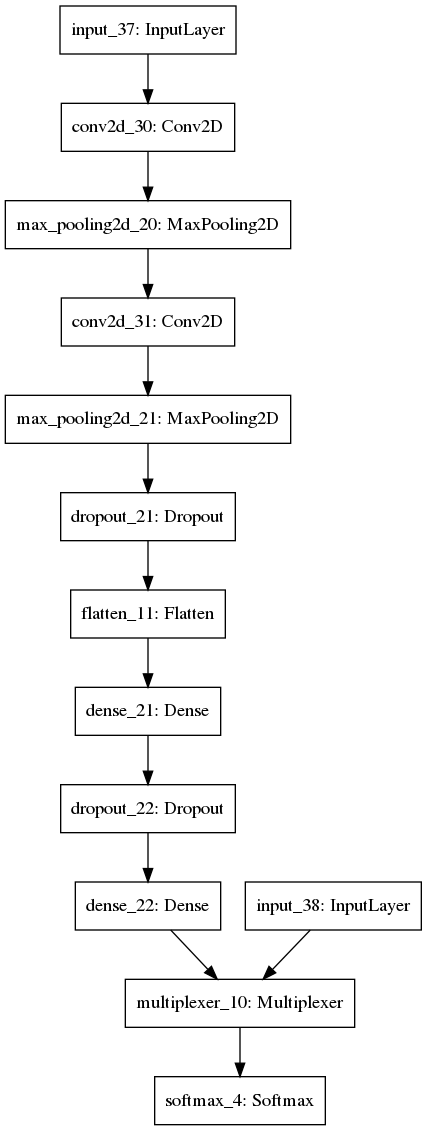 input_37: InputLayer
conv2d_30: Conv2D
max_pooling2d_20: MaxPooling2D
conv2d_31: Conv2D
max_pooling2d_21: MaxPooling2D
dropout_21: Dropout
flatten_11: Flatten
dense_21: Dense
dropout_22: Dropout
dense_22: Dense
input_38: InputLayer
multiplexer_10: Multiplexer
softmax_4: Softmax